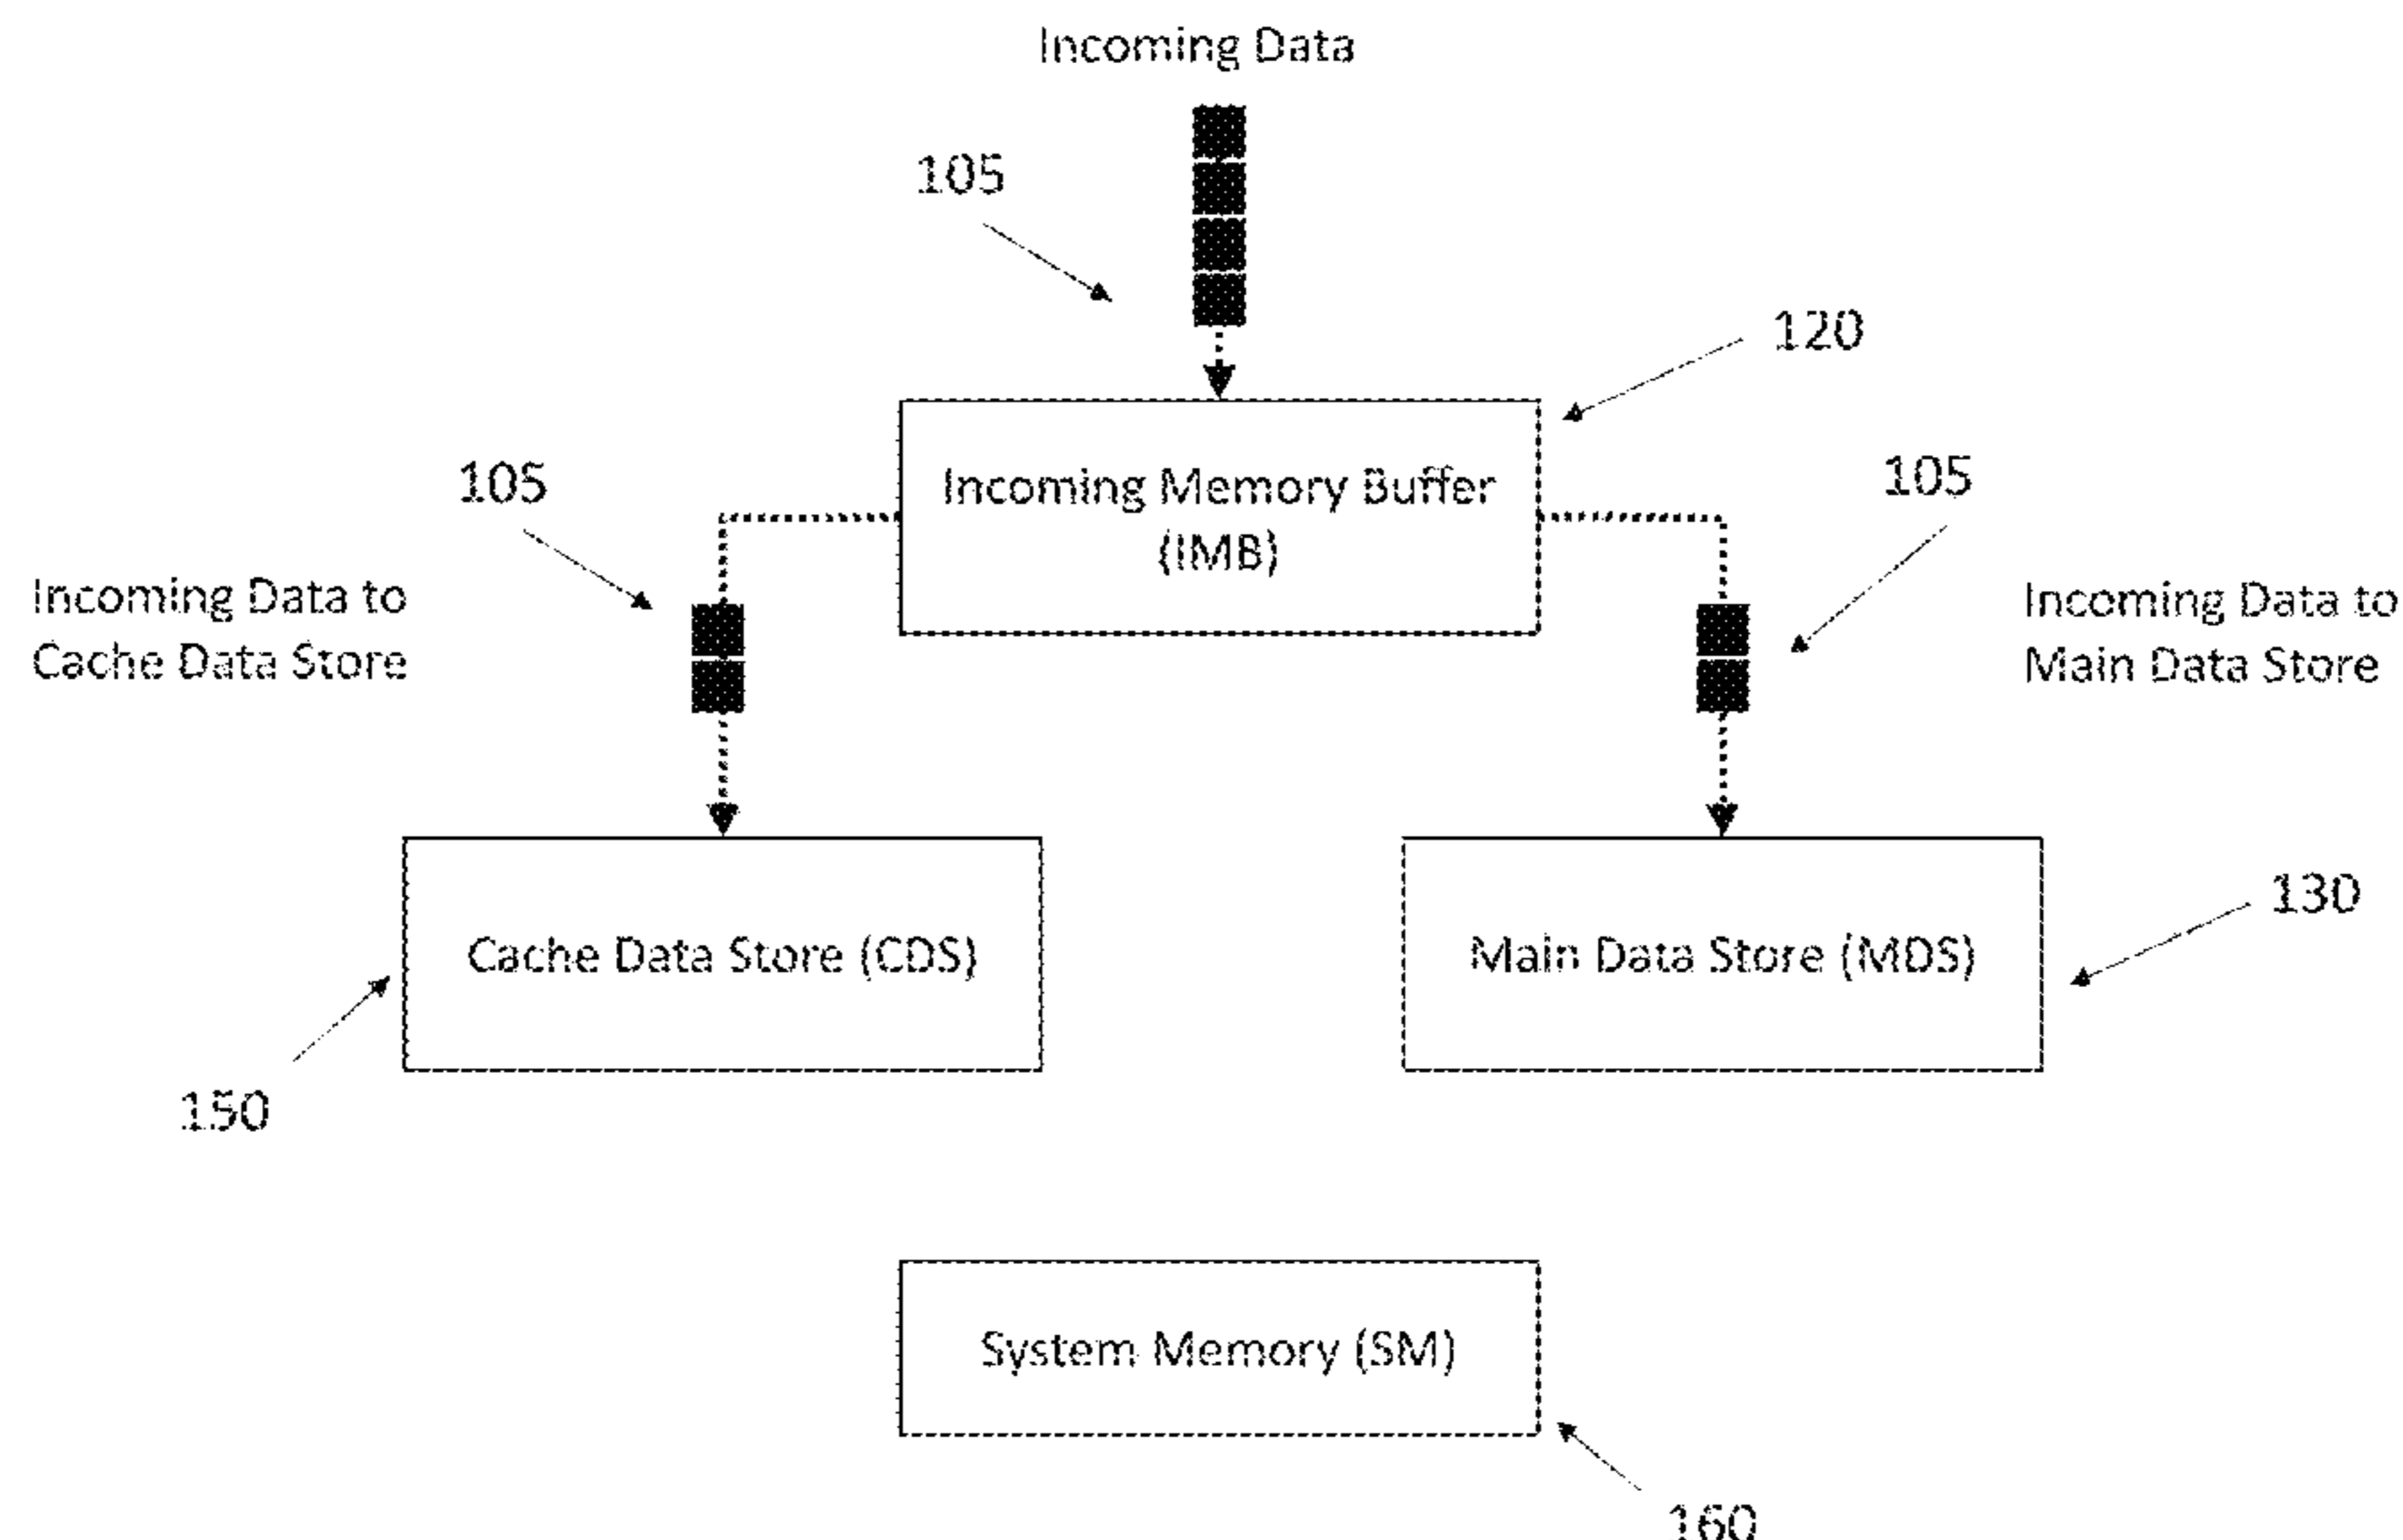 Incoming Data
105
120
Incoming Memory Buffer
(IMB)
105
105
Incoming Data to
Cache Data Store
Incoming Data to
Main Data Store
Cache Data Store (CDS)
Main Data Store (MDS)
130
150
System Memory (SM)
160